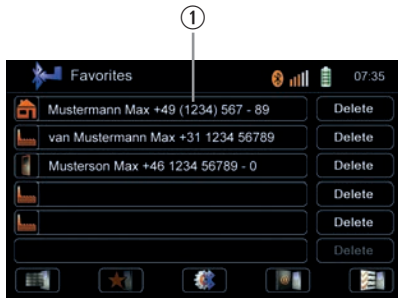 1
Favorites 07:35
Mustermann Max +49 (1234) 567 - 89 Delete
van Mustermann Max +31 1234 56789 Delete
Musterson Max +46 1234 56789 - 0 Delete
Delete
Delete
Delete